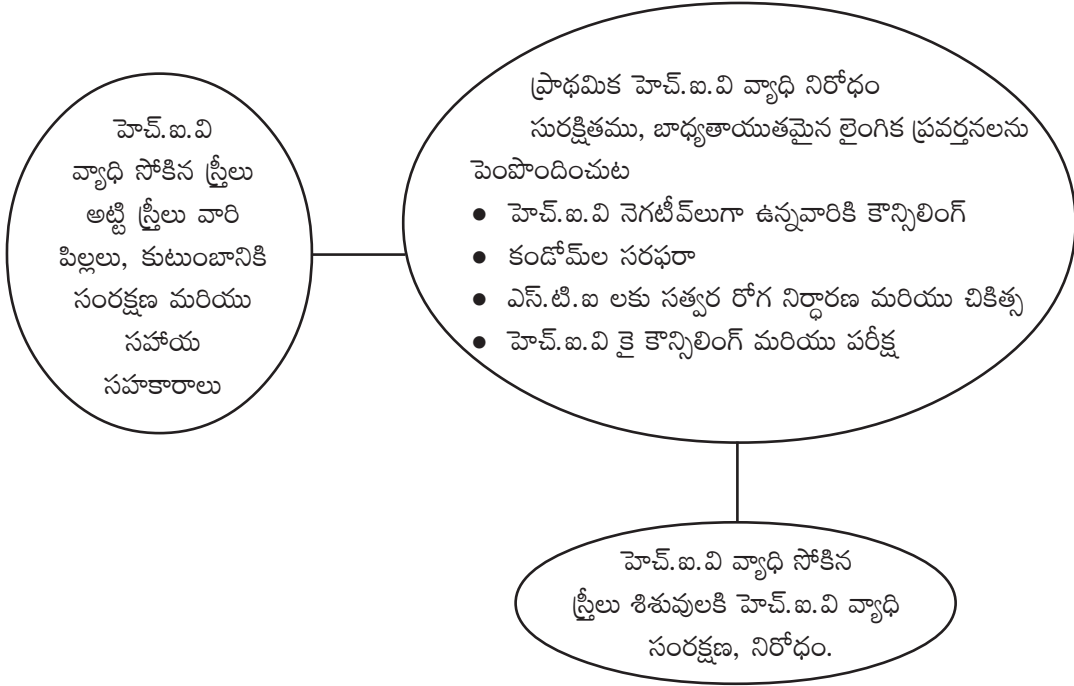 హెచ్.ఐ.వి
వ్యాధి సోకిన స్త్రీలు
అట్టి స్త్రీలు వారి
పిల్లలు, కుటుంబానికి
సంరక్షణ మరియు
సహాయ
సహకారాలు
ప్రాథమిక హెచ్.ఐ.వి వ్యాధి నిరోధం
సురక్షితము, బాధ్యతాయుతమైన లైంగిక ప్రవర్తనలను
పెంపొందించుట
● హెచ్.ఐ.వి నెగటీవ్‌లుగా ఉన్నవారికి కౌన్సిలింగ్
● కండోమ్‌ల సరఫరా
● ఎస్.టి.ఐ లకు సత్వర రోగ నిర్ధారణ మరియు చికిత్స
● హెచ్.ఐ.వి కై కౌన్సిలింగ్ మరియు పరీక్ష
హెచ్.ఐ.వి వ్యాధి సోకిన
స్త్రీలు శిశువులకి హెచ్.ఐ.వి వ్యాధి
సంరక్షణ, నిరోధం.